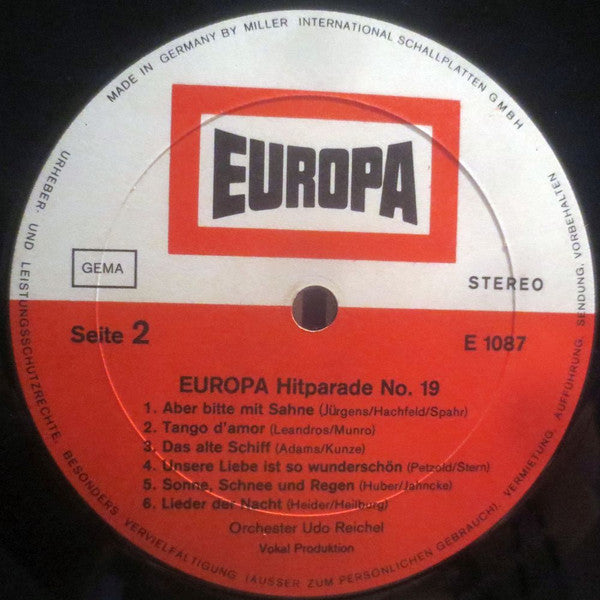 MADE IN GERMANY BY MILLER INTERNATIONAL SCHALLPLATTEN GMBH
EUROPA
GEMA
STEREO
Seite 2
E 1087
EUROPA Hitparade No. 19
1. Aber bitte mit Sahne (Jürgens/Hachfeld/Spahr)
2. Tango d'amor (Leandros/Munro)
3. Das alte Schiff (Adams/Kunze)
4. Unsere Liebe ist so wunderschön (Petzold/Stern)
5. Sonne, Schnee und Regen (Huber/Jahncke)
6. Lieder der Nacht (Heider/Heilburg)
Orchester Udo Reichel
Vokal Produktion
URHEBER- UND LEISTUNGSSCHUTZRECHTE, BESONDERS VERVIELFÄLTIGUNG (AUSSER ZUM PERSÖNLICHEN GEBRAUCH), VERMIETUNG, AUFFÜHRUNG, SENDUNG, VORBEHALTEN